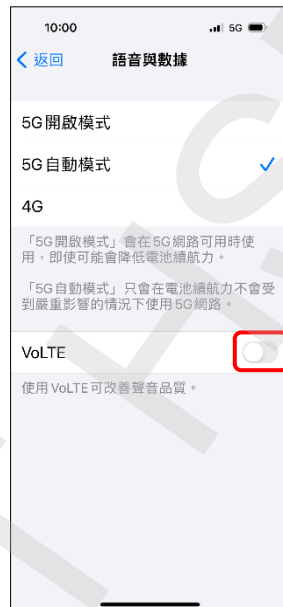 10:00 5G
返回 語音與數據
5G開啟模式
5G自動模式
4G
「5G開啟模式」會在5G網路可用時使
用，即使可能會降低電池續航力。
「5G自動模式」只會在電池續航力不會受
到嚴重影響的情況下使用5G網路。
VoLTE
使用VoLTE可改善聲音品質。